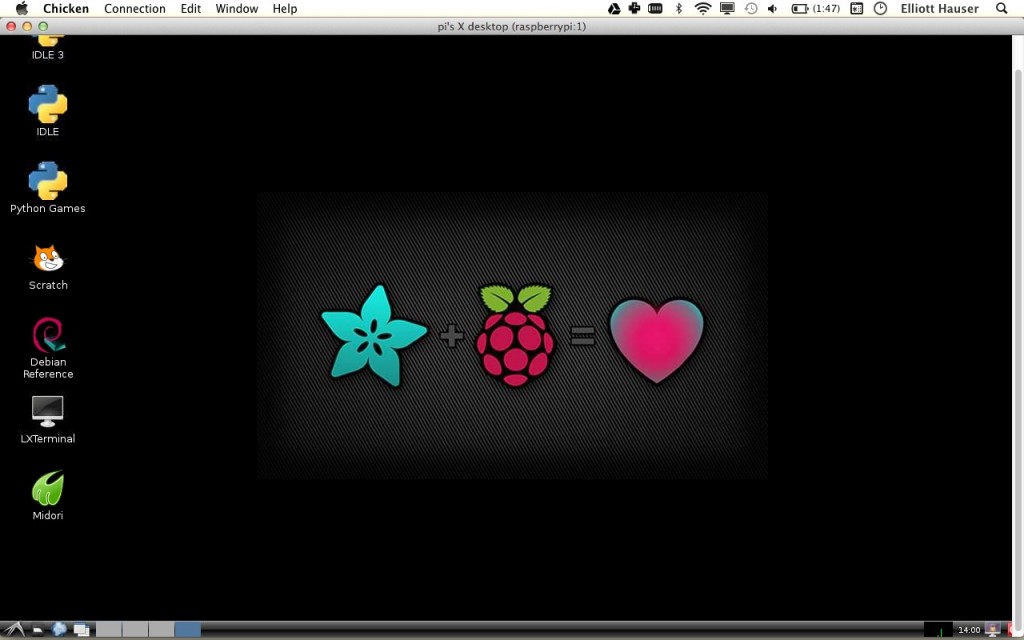 Chicken Connection Edit Window Help (1:47) Elliott Hauser
pi's X desktop (raspberrypi:1)
IDLE 3
IDLE
Python Games
Scratch
Debian
Reference
LXTerminal
Midori
14:00